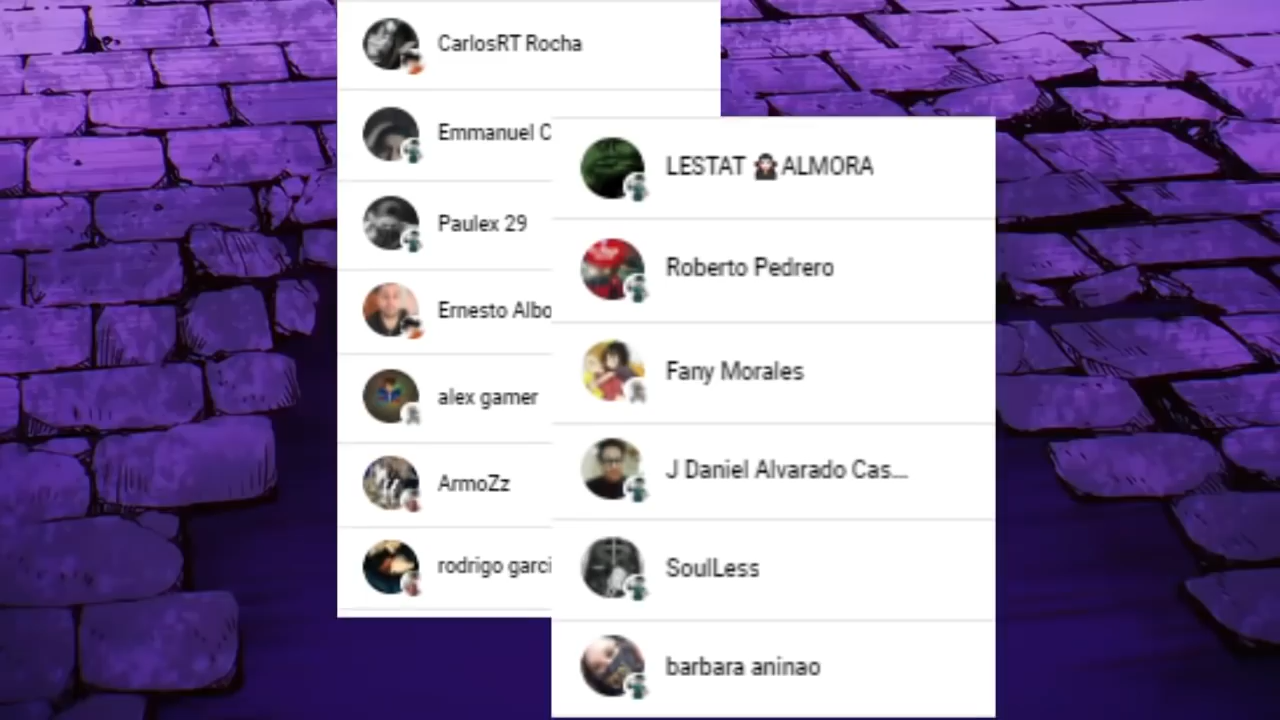 CarlosRT Rocha
Emmanuel C
Paulex 29
Ernesto Albo
alex gamer
ArmoZz
rodrigo garci
LESTAT 🧛🏻‍♂️ALMORA
Roberto Pedrero
Fany Morales
J Daniel Alvarado Cas...
SoulLess
barbara aninao